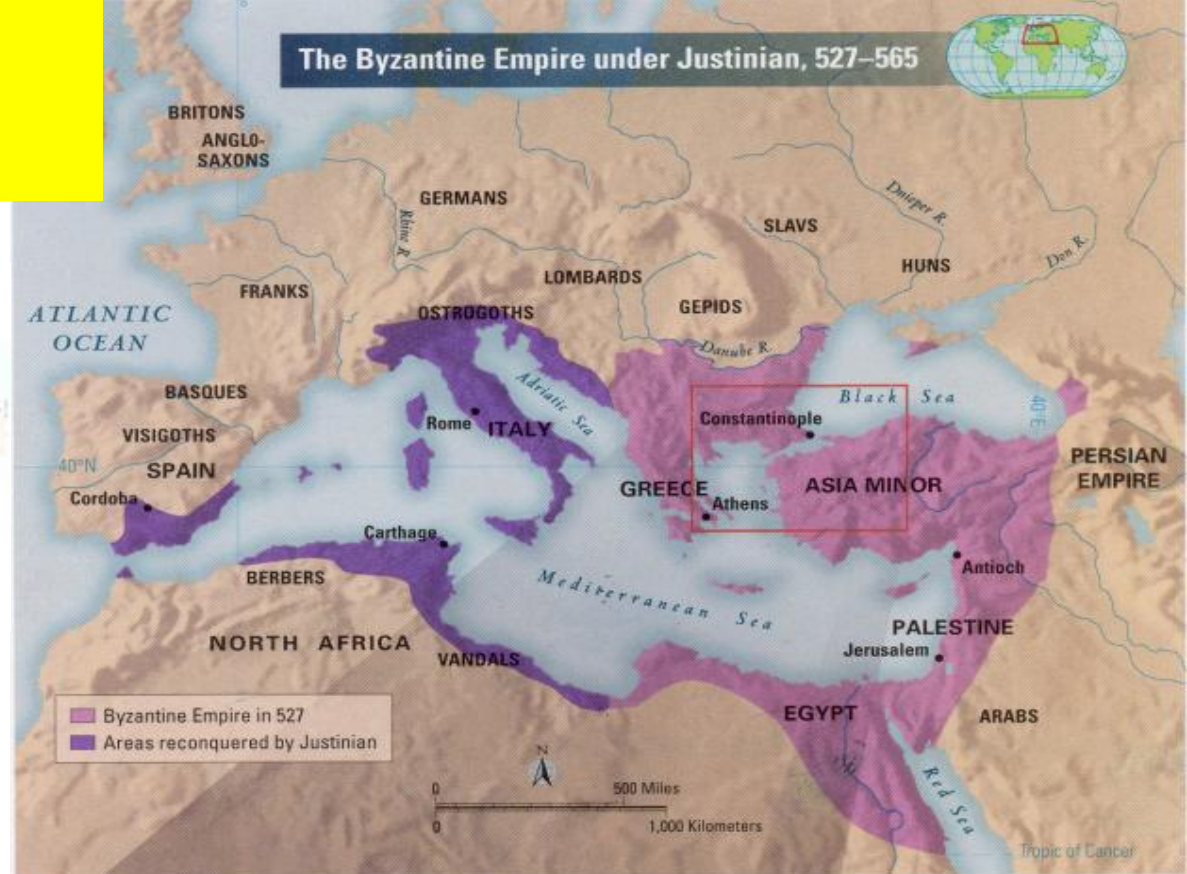 The Byzantine Empire under Justinian, 527–565
BRITONS
ANGLO-
SAXONS
GERMANS
Rhine R.
SLAVS
Dnieper R.
Don R.
HUNS
LOMBARDS
FRANKS
GEPIDS
OSTROGOTHS
ATLANTIC
OCEAN
Danube R.
BASQUES
Adriatic Sea
Black Sea
40°E
VISIGOTHS
Rome
ITALY
Constantinople
40°N
SPAIN
PERSIAN
EMPIRE
Cordoba
GREECE
ASIA MINOR
Athens
Carthage
Antioch
BERBERS
Mediterranean Sea
PALESTINE
NORTH AFRICA
Jerusalem
VANDALS
EGYPT
ARABS
Byzantine Empire in 527
Areas reconquered by Justinian
N
Red Sea
0
500 Miles
0
1,000 Kilometers
Tropic of Cancer